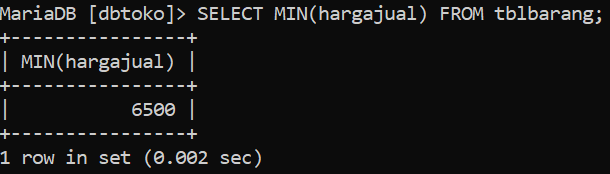 MariaDB [dbtoko]> SELECT MIN(hargajual) FROM tblbarang;
+----------------+
| MIN(hargajual) |
+----------------+
|           6500 |
+----------------+
1 row in set (0.002 sec)